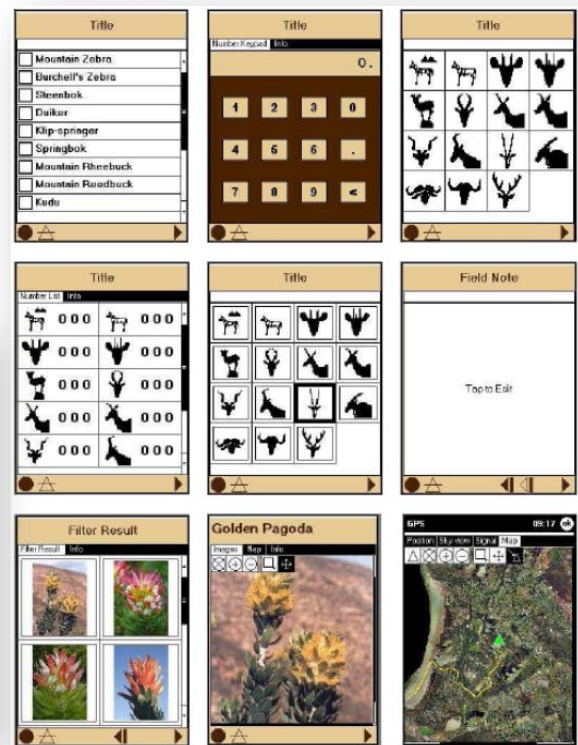 Title
Mountain Zebra
Burchell's Zebra
Steenbok
Duiker
Klip-springer
Springbok
Mountain Rheebuck
Mountain Reedbuck
Kudu
Title
Number Keypad Info
0.
1 2 3 0
4 5 6 .
7 8 9 <
Title
Title
Number List Info
000 000
000 000
000 000
000 000
000 000
Title
Field Note
Tap to Edit
Filter Result
Filter Result Info
Golden Pagoda
Images Map Info
GPS 09:17 ok
Position Sky view Signal Map